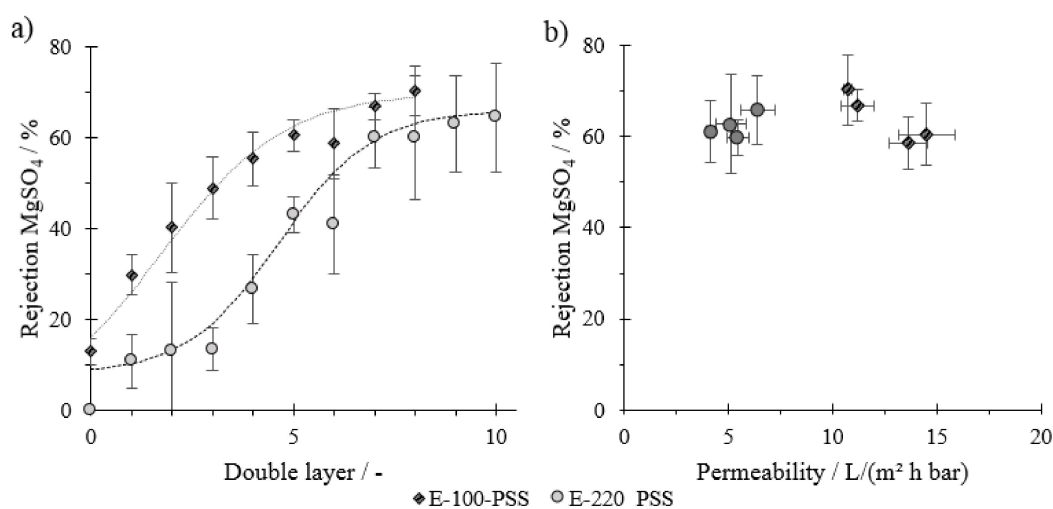 a)
Rejection MgSO₄ / %
80
60
40
20
0
0 5 10
Double layer / -
b)
Rejection MgSO₄ / %
80
60
40
20
0
0 5 10 15 20
Permeability / L/(m² h bar)
E-100-PSS E-220 PSS